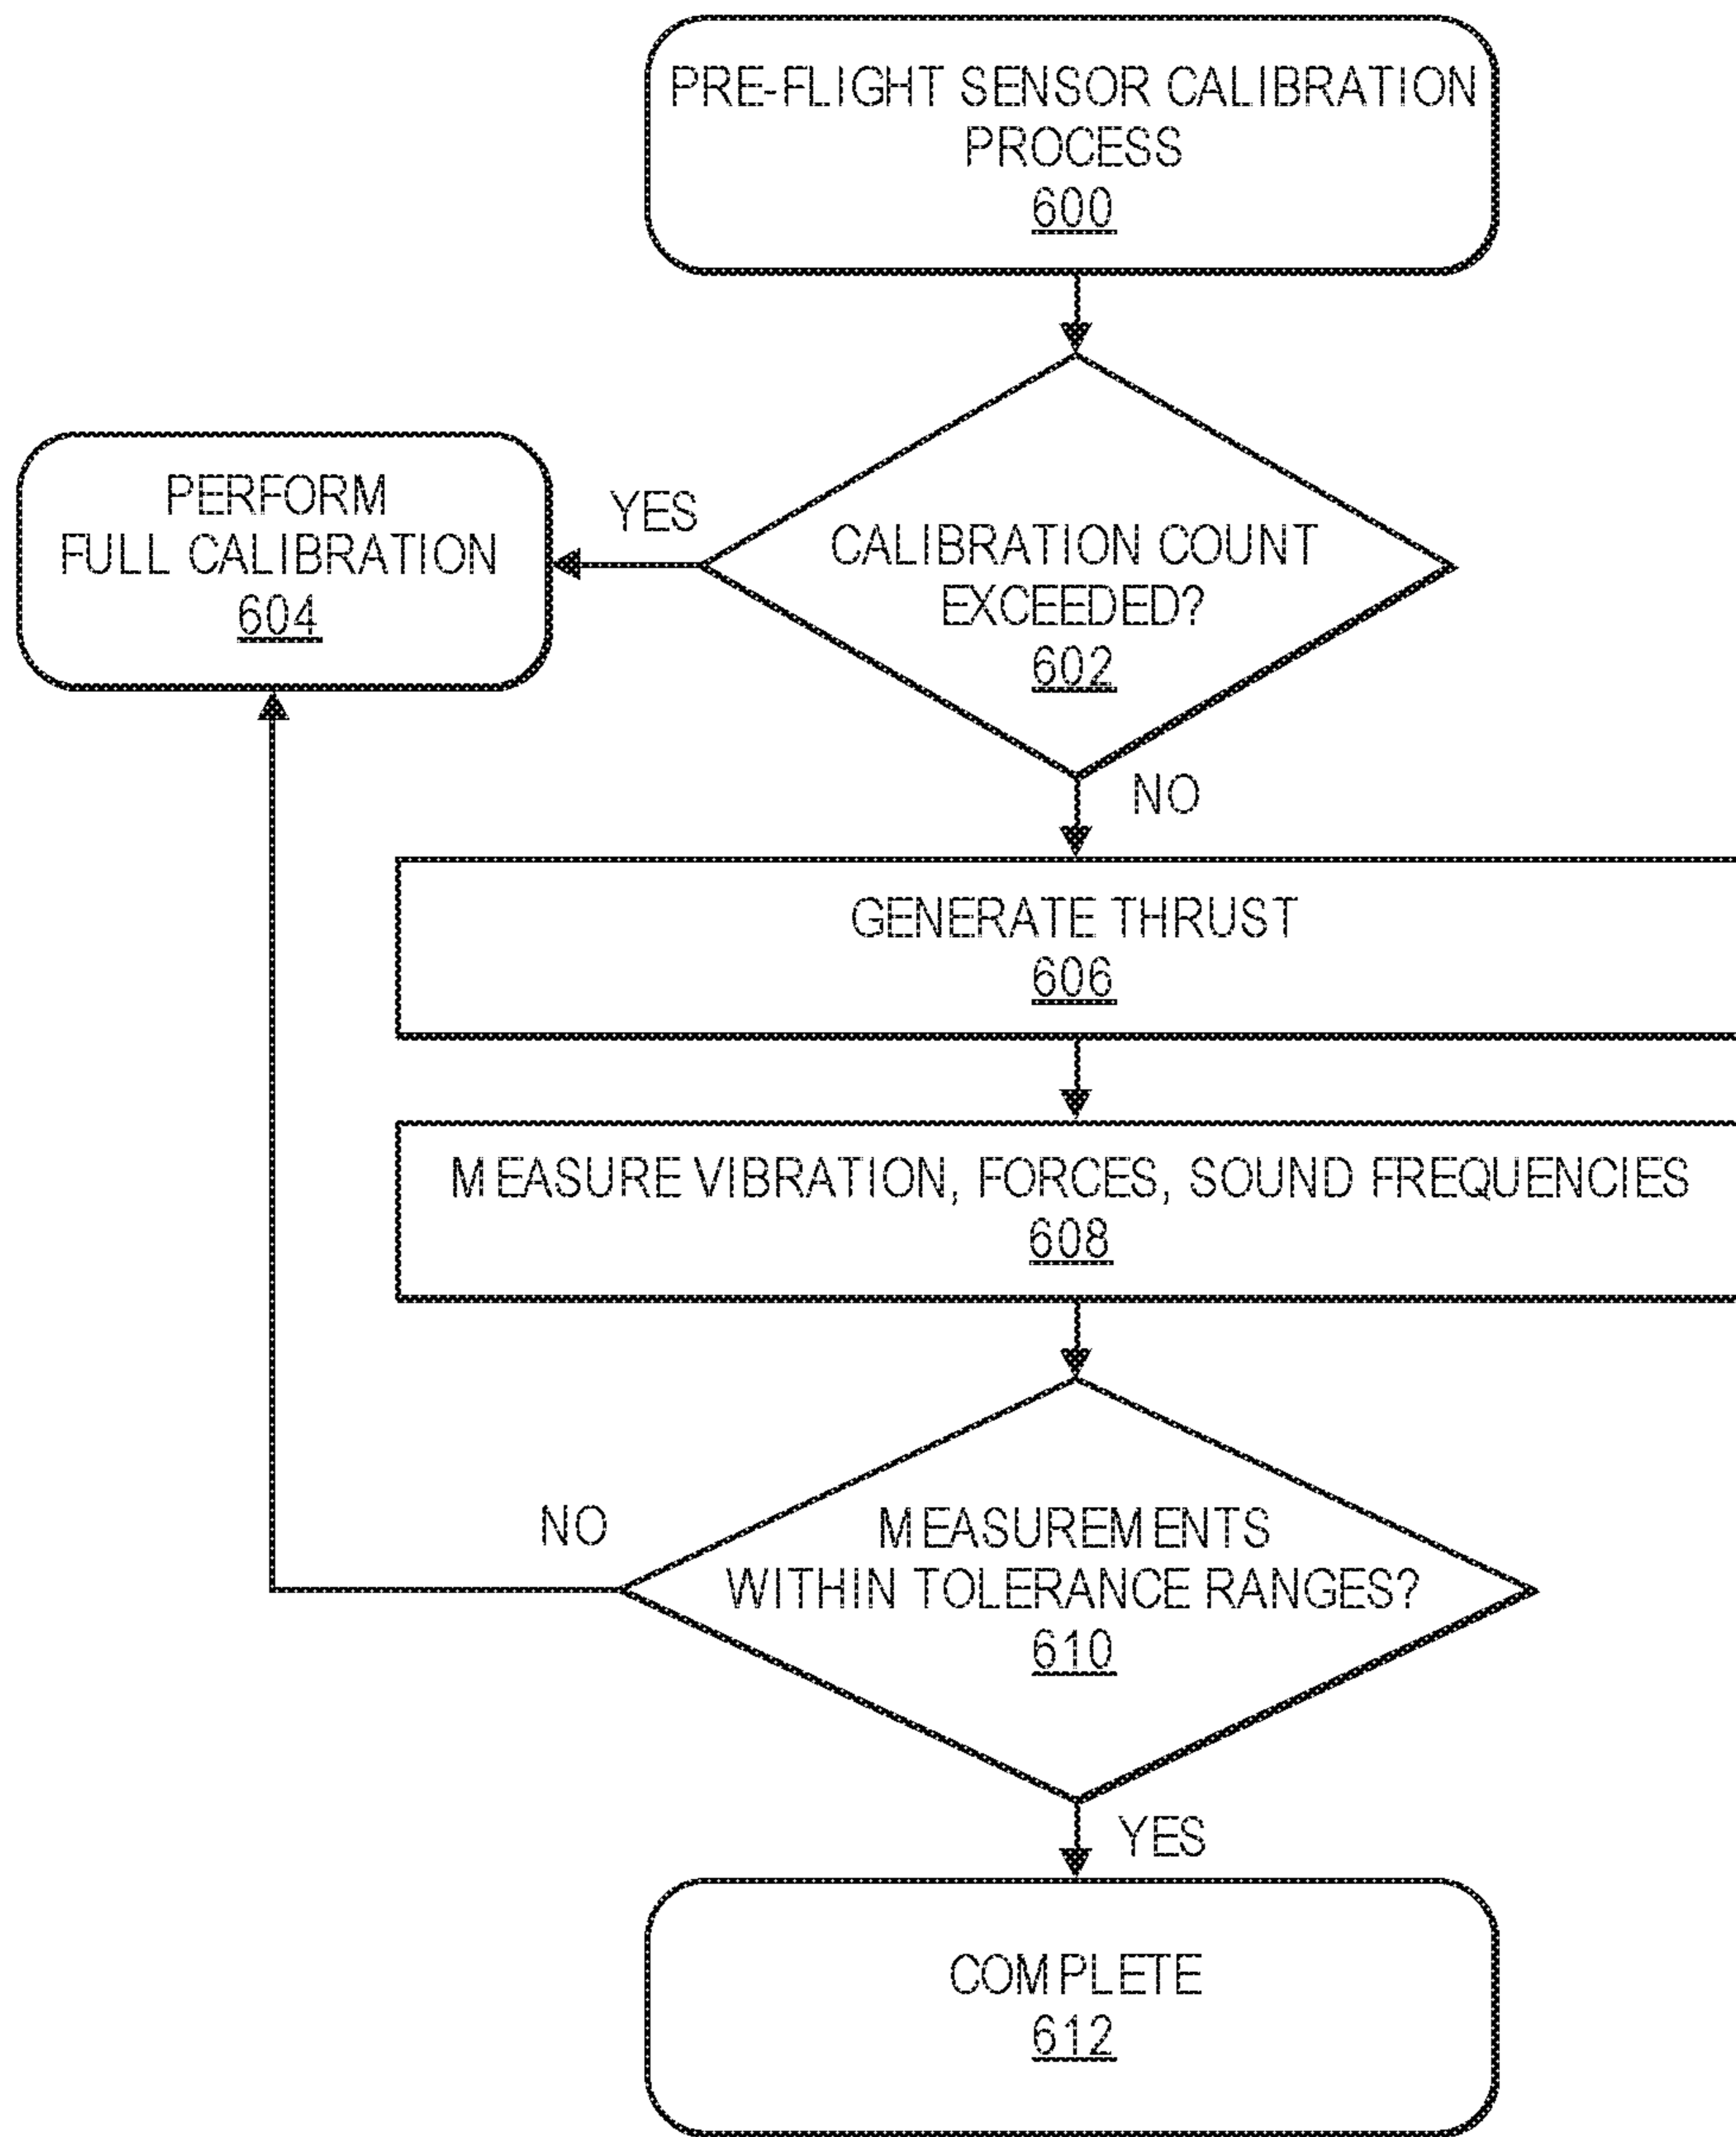 PRE-FLIGHT SENSOR CALIBRATION
PROCESS
600
PERFORM
FULL CALIBRATION
604
YES
CALIBRATION COUNT
EXCEEDED?
602
NO
GENERATE THRUST
606
MEASURE VIBRATION, FORCES, SOUND FREQUENCIES
608
NO
MEASUREMENTS
WITHIN TOLERANCE RANGES?
610
YES
COMPLETE
612